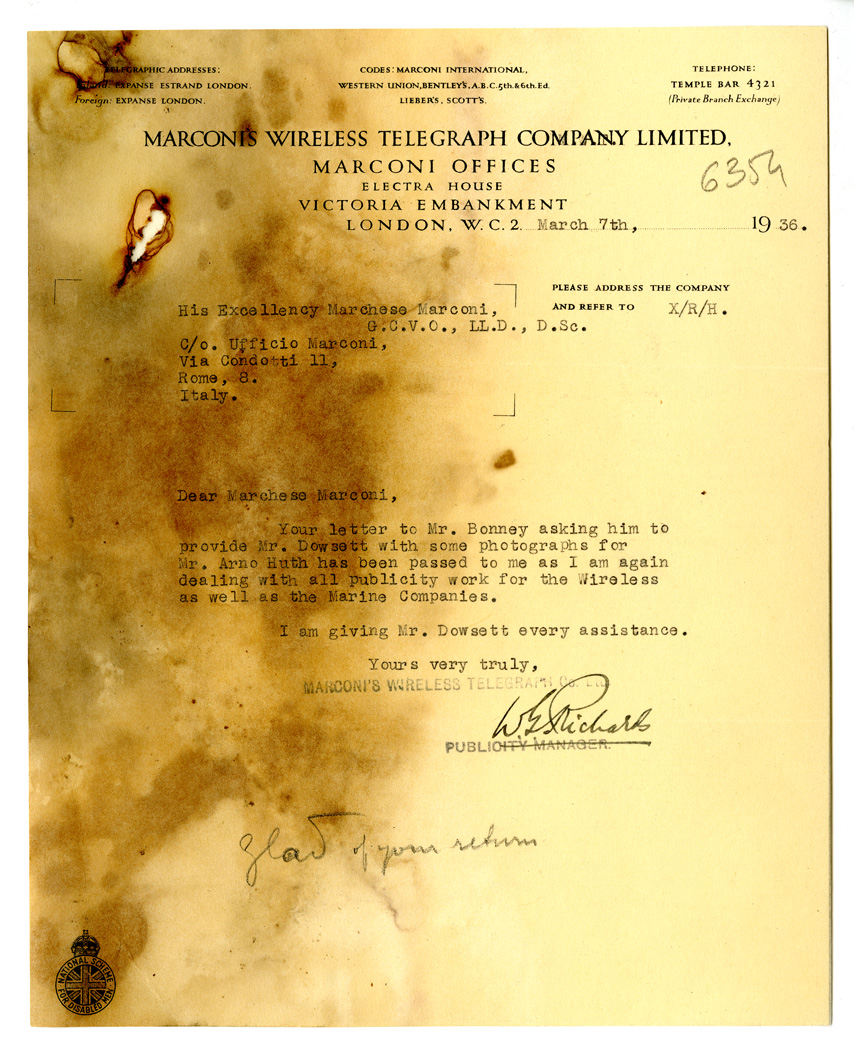 TELEGRAPHIC ADDRESSES:
Inland: EXPANSE ESTRAND LONDON.
Foreign: EXPANSE LONDON.
CODES: MARCONI INTERNATIONAL,
WESTERN UNION, BENTLEY'S, A.B.C. 5th. & 6th. Ed.
LIEBER'S, SCOTT'S.
TELEPHONE:
TEMPLE BAR 4321
(Private Branch Exchange)
MARCONI'S WIRELESS TELEGRAPH COMPANY LIMITED,
MARCONI OFFICES
ELECTRA HOUSE
VICTORIA EMBANKMENT
LONDON, W.C.2. March 7th, 1936.
6354
PLEASE ADDRESS THE COMPANY
AND REFER TO X/R/H.
His Excellency Marchese Marconi,
G.C.V.O., LL.D., D.Sc.
C/o. Ufficio Marconi,
Via Condotti 11,
Rome, 8.
Italy.
Dear Marchese Marconi,
Your letter to Mr. Bonney asking him to
provide Mr. Dowsett with some photographs for
Mr. Arno Huth has been passed to me as I am again
dealing with all publicity work for the Wireless
as well as the Marine Companies.
I am giving Mr. Dowsett every assistance.
Yours very truly,
MARCONI'S WIRELESS TELEGRAPH Co. Ltd.
W G Richards
PUBLICITY MANAGER.
Glad of your return
NATIONAL SCHEME
FOR DISABLED MEN